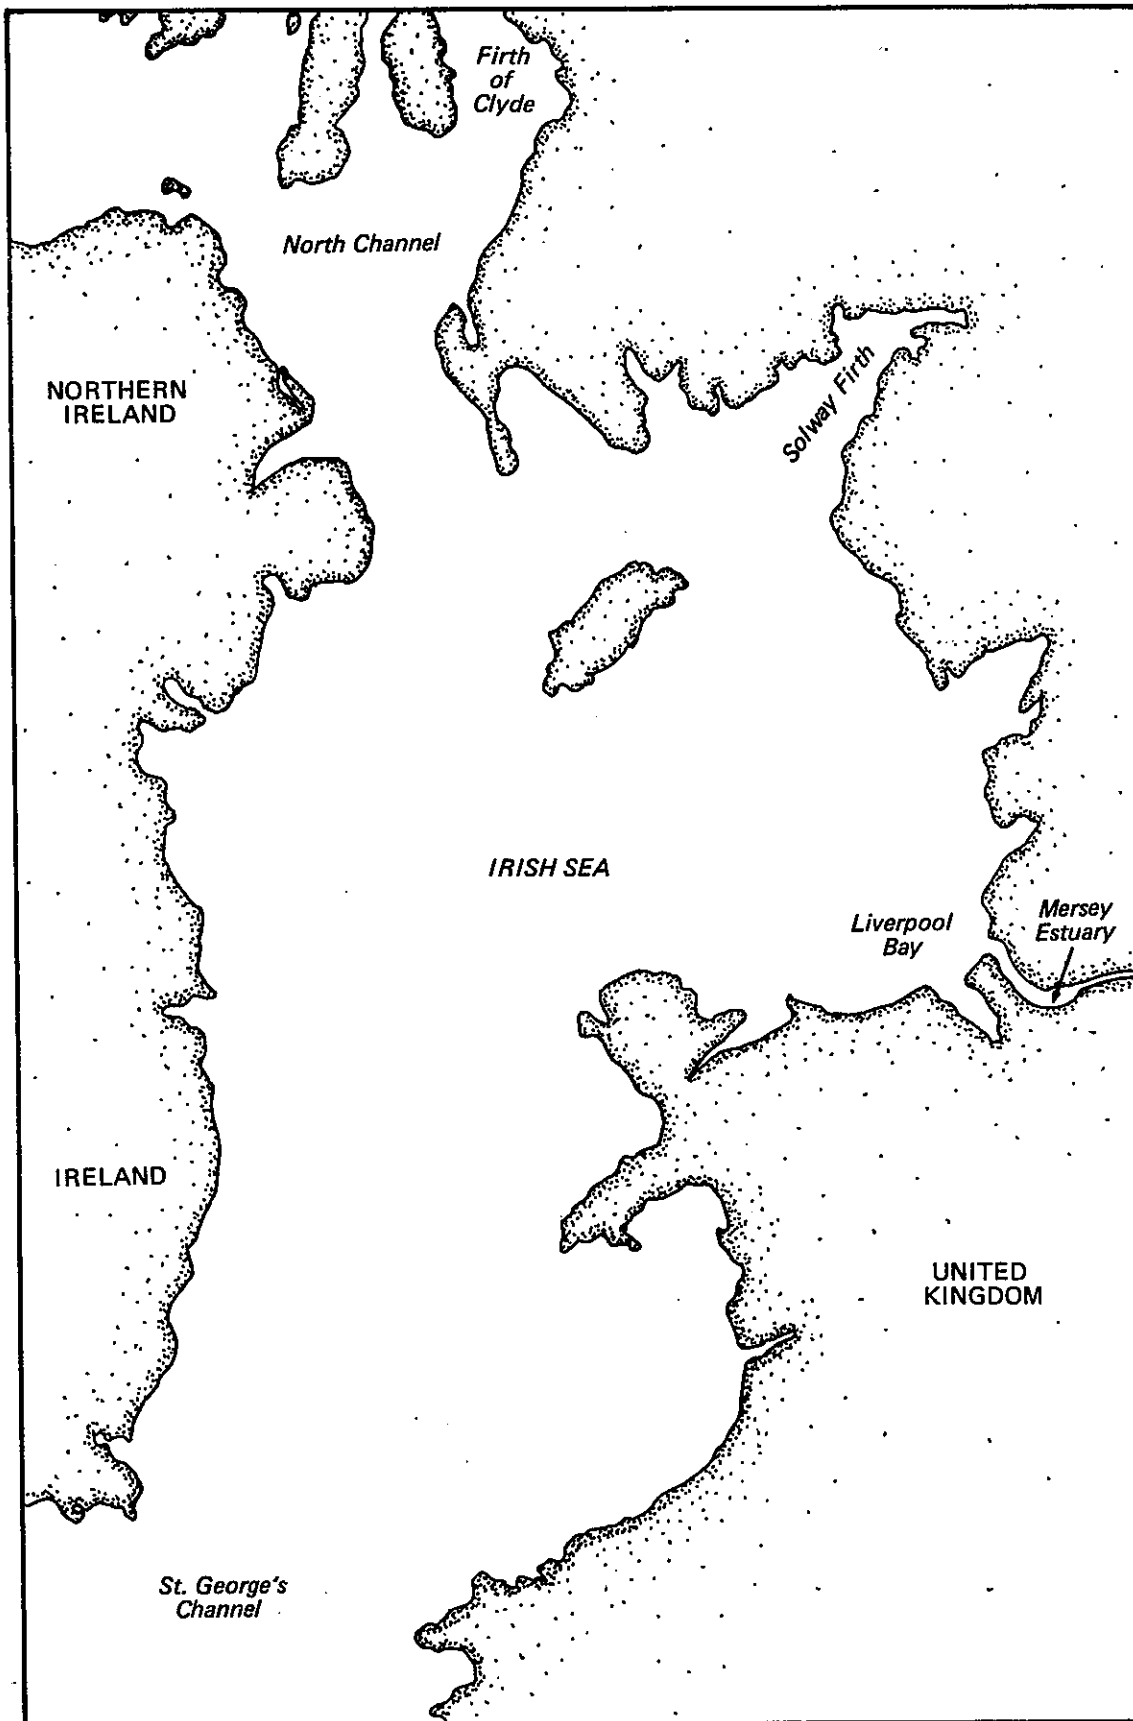 Firth
of
Clyde
North Channel
NORTHERN
IRELAND
Solway Firth
IRISH SEA
Liverpool
Bay
Mersey
Estuary
IRELAND
UNITED
KINGDOM
St. George's
Channel